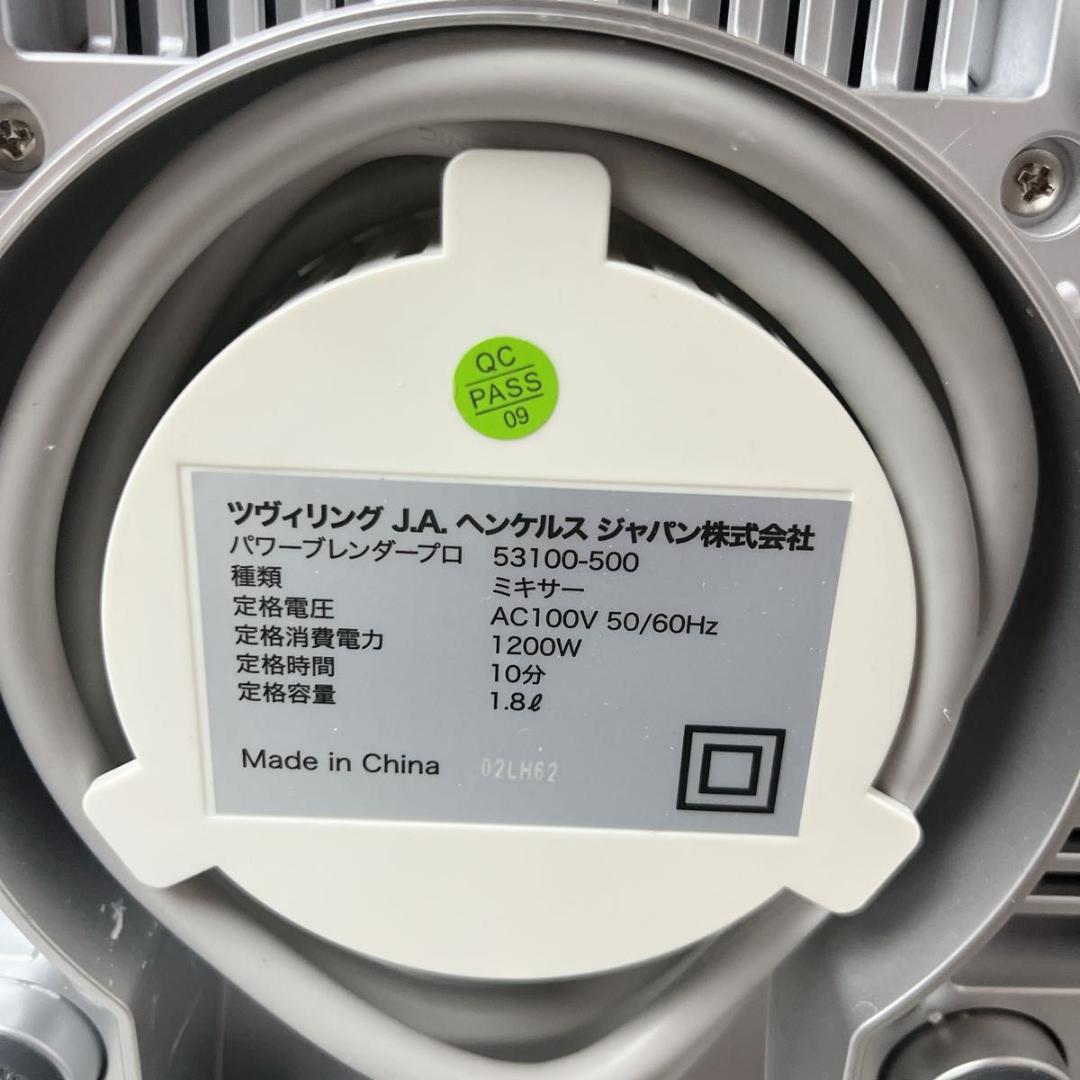 QC
PASS
09
ツヴィリング J.A. ヘンケルス ジャパン株式会社
パワーブレンダープロ 53100-500
種類 ミキサー
定格電圧 AC100V 50/60Hz
定格消費電力 1200W
定格時間 10分
定格容量 1.8ℓ
Made in China 02LH62